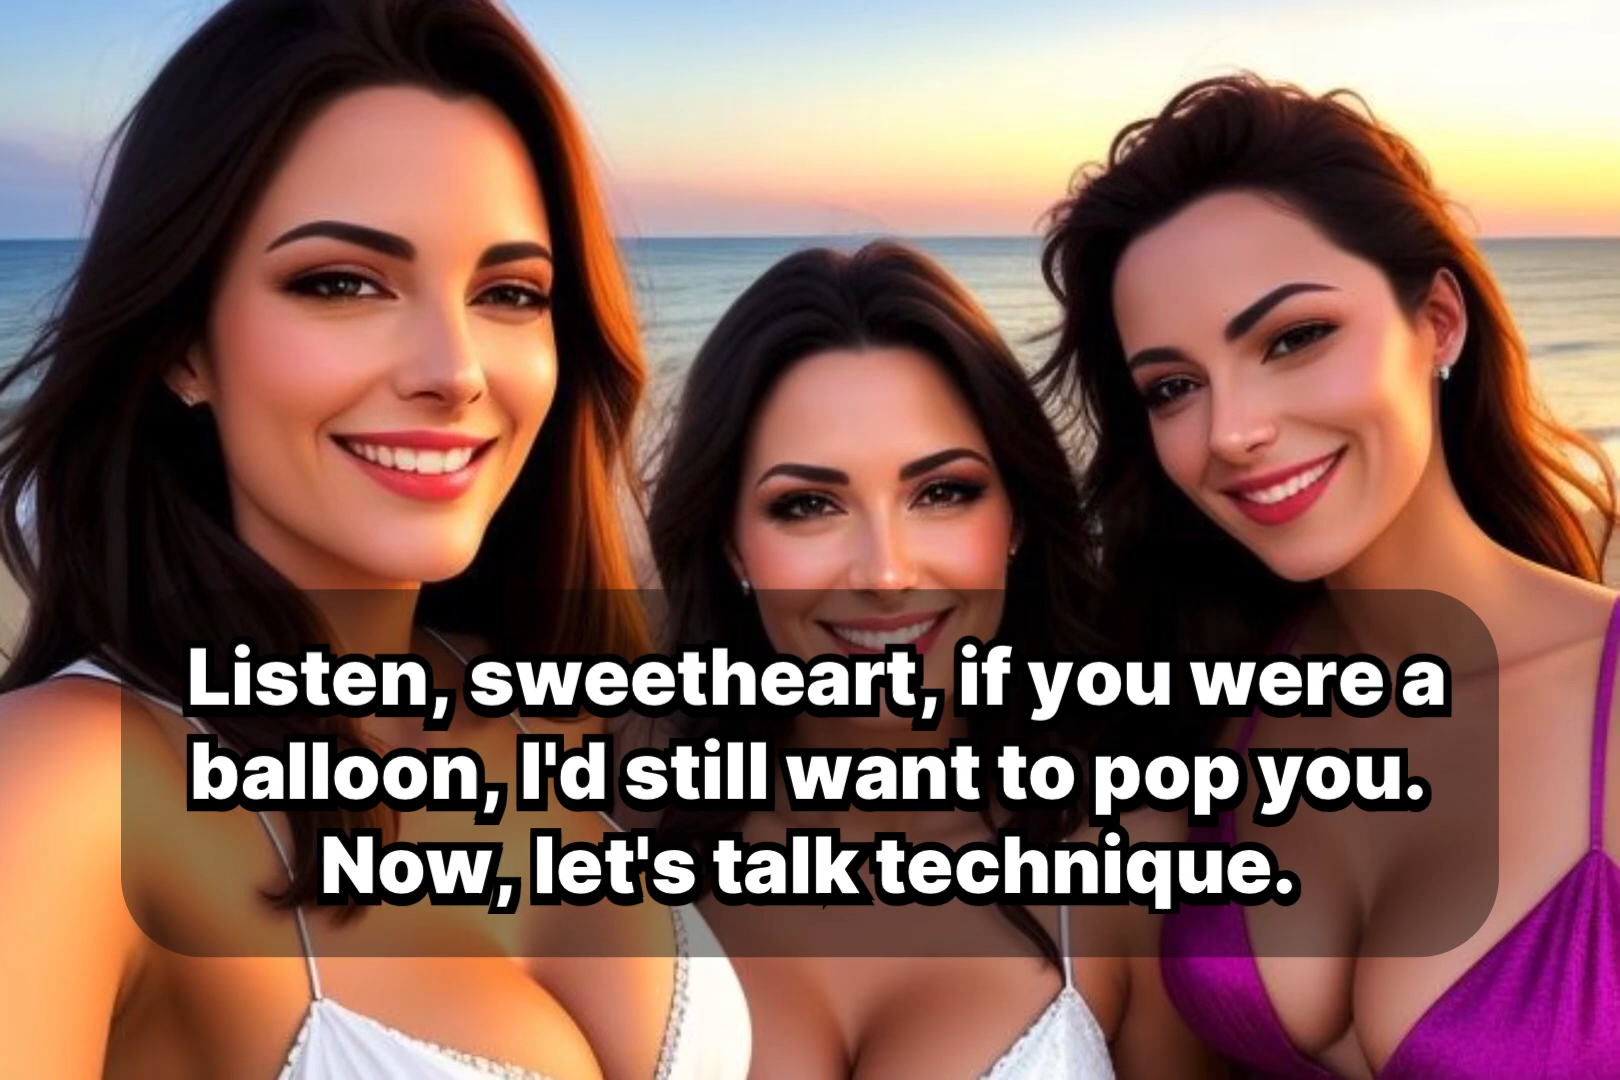 Listen, sweetheart, if you were a
balloon, I'd still want to pop you.
Now, let's talk technique.